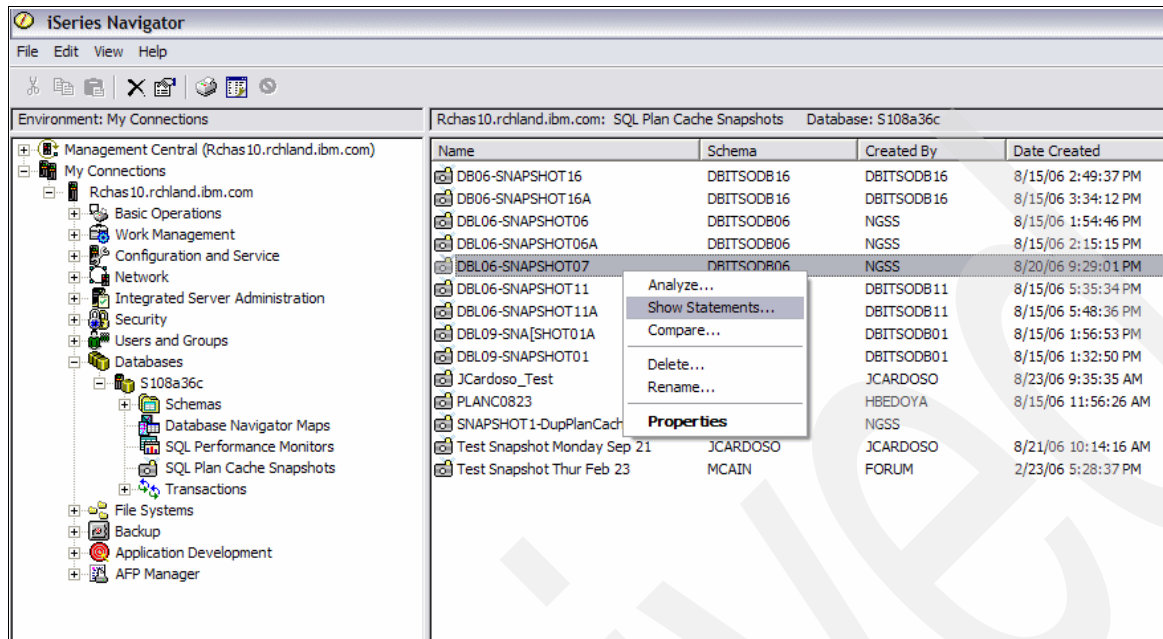 iSeries Navigator
File Edit View Help
Environment: My Connections
Rchas10.rchland.ibm.com: SQL Plan Cache Snapshots Database: S108a36c
Management Central (Rchas10.rchland.ibm.com)
My Connections
Rchas10.rchland.ibm.com
Basic Operations
Work Management
Configuration and Service
Network
Integrated Server Administration
Security
Users and Groups
Databases
S108a36c
Schemas
Database Navigator Maps
SQL Performance Monitors
SQL Plan Cache Snapshots
Transactions
File Systems
Backup
Application Development
AFP Manager
Name Schema Created By Date Created
DB06-SNAPSHOT16 DBITSODB16 DBITSODB16 8/15/06 2:49:37 PM
DB06-SNAPSHOT16A DBITSODB16 DBITSODB16 8/15/06 3:34:12 PM
DBL06-SNAPSHOT06 DBITSODB06 NGSS 8/15/06 1:54:46 PM
DBL06-SNAPSHOT06A DBITSODB06 NGSS 8/15/06 2:15:15 PM
DBL06-SNAPSHOT07 DBITSODB06 NGSS 8/20/06 9:29:01 PM
DBL06-SNAPSHOT11 DBITSODB11 8/15/06 5:35:34 PM
DBL06-SNAPSHOT11A DBITSODB11 8/15/06 5:48:36 PM
DBL09-SNA[SHOT01A DBITSODB01 8/15/06 1:56:53 PM
DBL09-SNAPSHOT01 DBITSODB01 8/15/06 1:32:50 PM
JCardoso_Test JCARDOSO 8/23/06 9:35:35 AM
PLANC0823 HBEDOYA 8/15/06 11:56:26 AM
SNAPSHOT1-DupPlanCach NGSS
Test Snapshot Monday Sep 21 JCARDOSO JCARDOSO 8/21/06 10:14:16 AM
Test Snapshot Thur Feb 23 MCAIN FORUM 2/23/06 5:28:37 PM
Analyze...
Show Statements...
Compare...
Delete...
Rename...
Properties